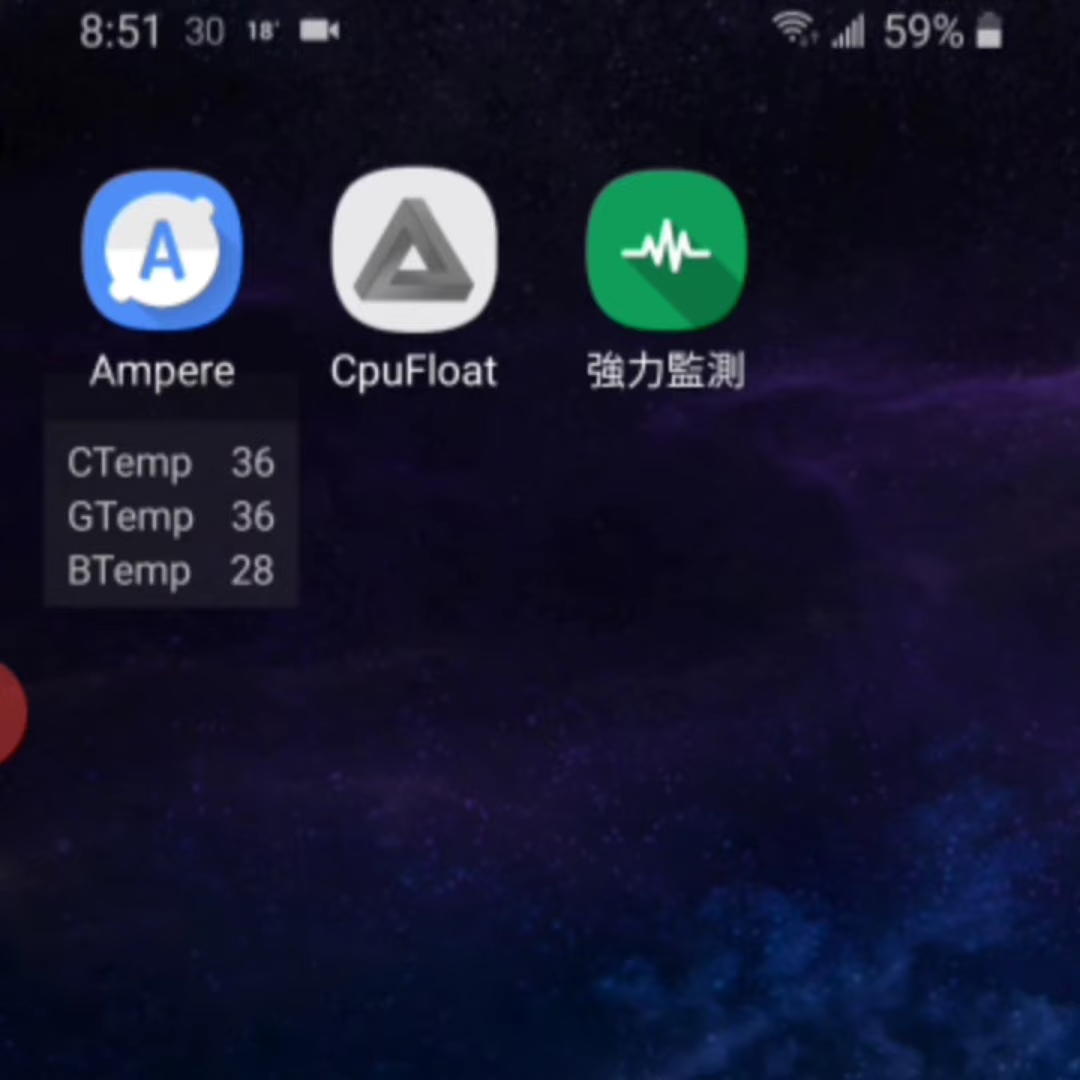 8:51 30 18° 59%
A
Ampere CpuFloat 強力監測
CTemp 36
GTemp 36
BTemp 28